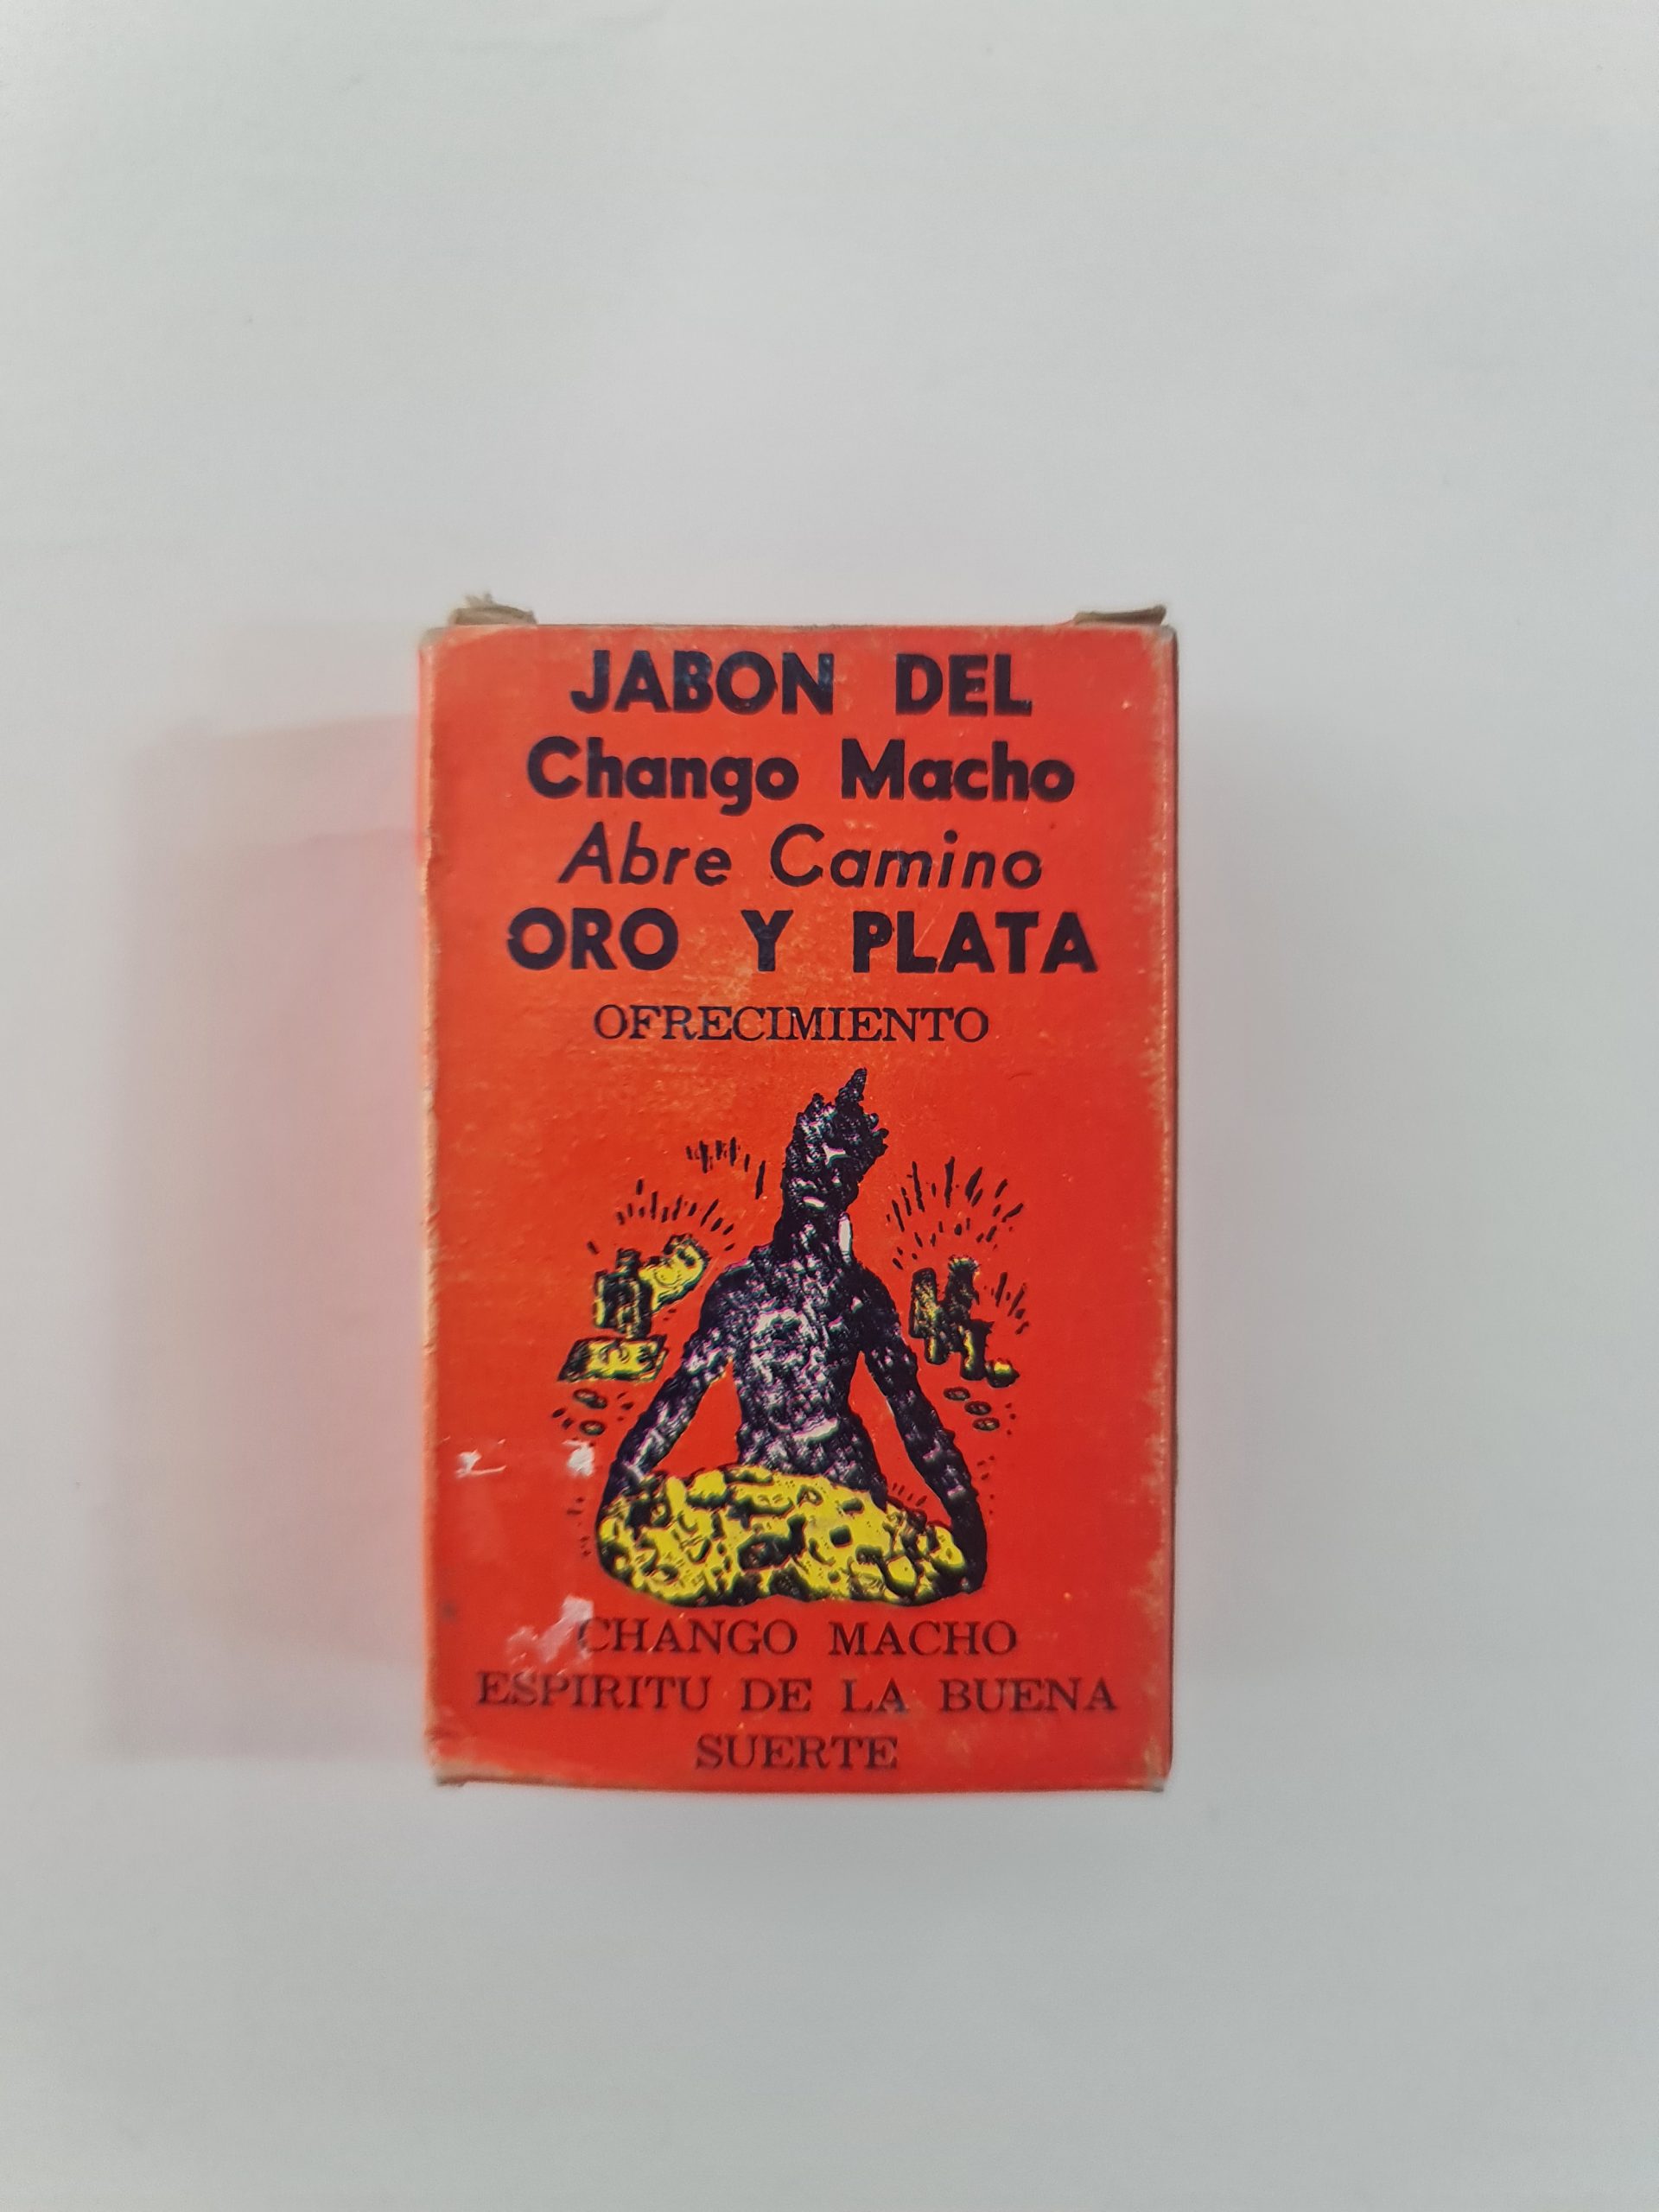 JABON DEL
Chango Macho
Abre Camino
ORO Y PLATA
OFRECIMIENTO
CHANGO MACHO
ESPIRITU DE LA BUENA
SUERTE